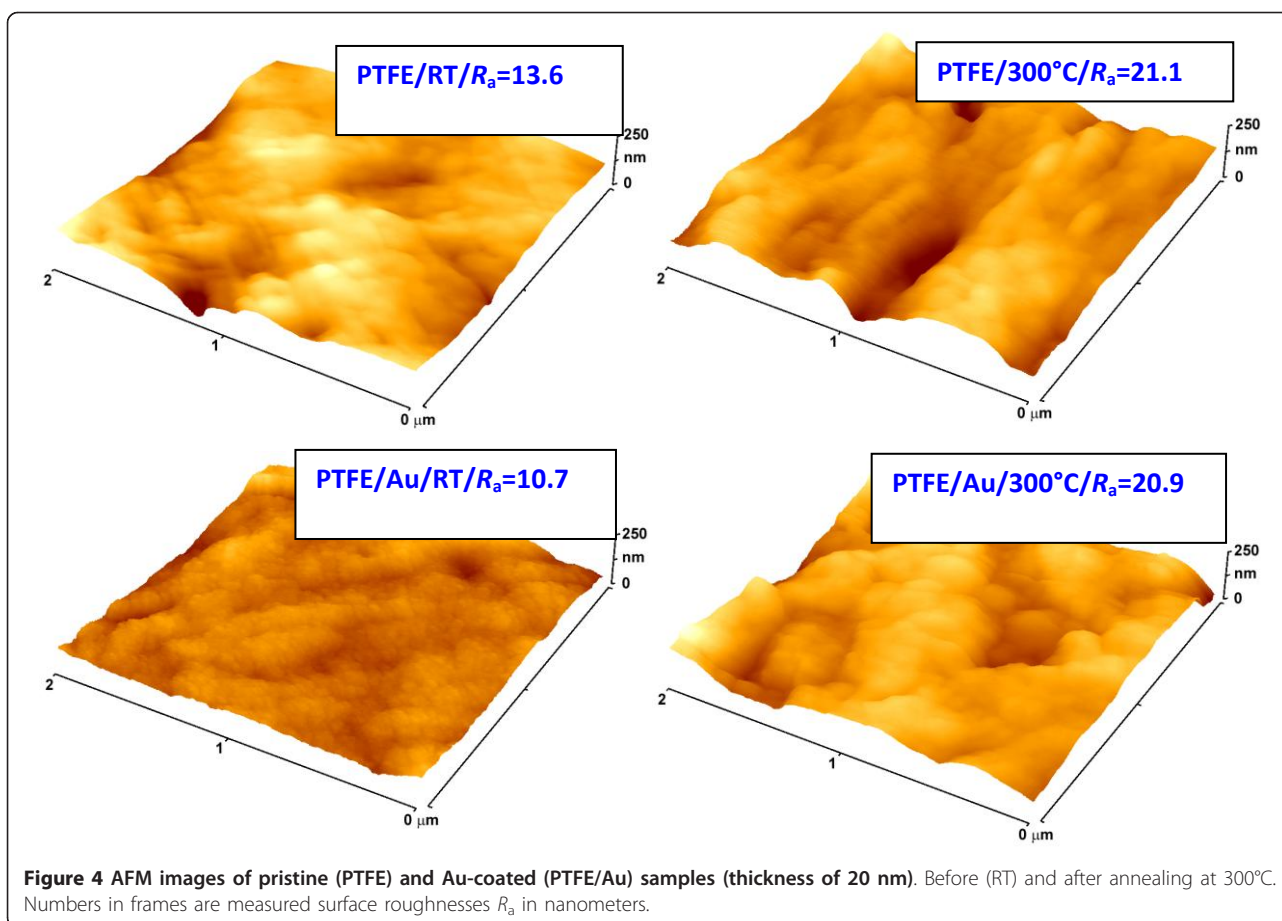 PTFE/RT/Ra=13.6
250
nm
0
2
1
0 μm
PTFE/300°C/Ra=21.1
250
nm
0
2
1
0 μm
PTFE/Au/RT/Ra=10.7
250
nm
0
2
1
0 μm
PTFE/Au/300°C/Ra=20.9
250
nm
0
2
1
0 μm
Figure 4 AFM images of pristine (PTFE) and Au-coated (PTFE/Au) samples (thickness of 20 nm). Before (RT) and after annealing at 300°C.
Numbers in frames are measured surface roughnesses Ra in nanometers.